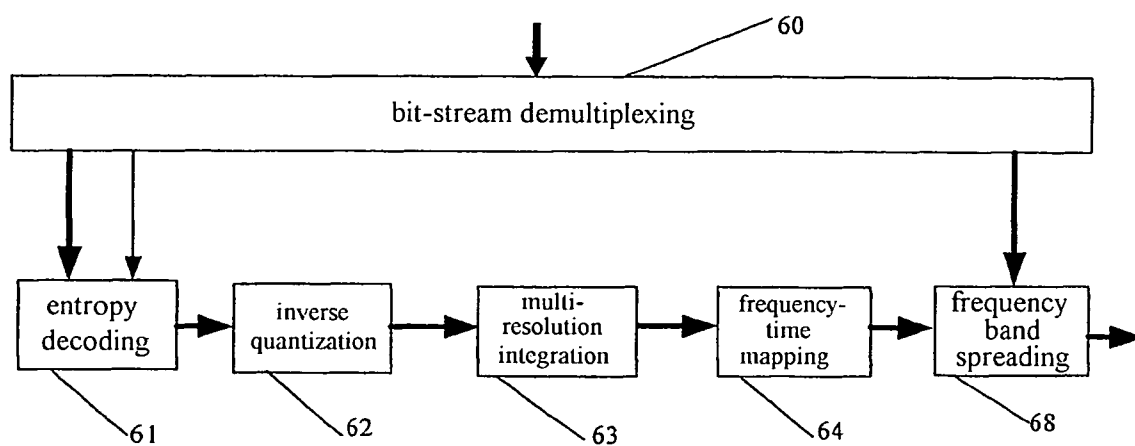 60
bit-stream demultiplexing
entropy
decoding
inverse
quantization
multi-
resolution
integration
frequency-
time
mapping
frequency
band
spreading
61
62
63
64
68